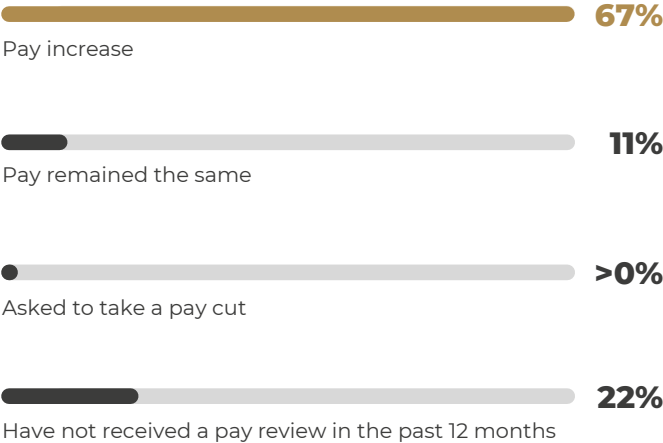 67%
Pay increase
11%
Pay remained the same
>0%
Asked to take a pay cut
22%
Have not received a pay review in the past 12 months